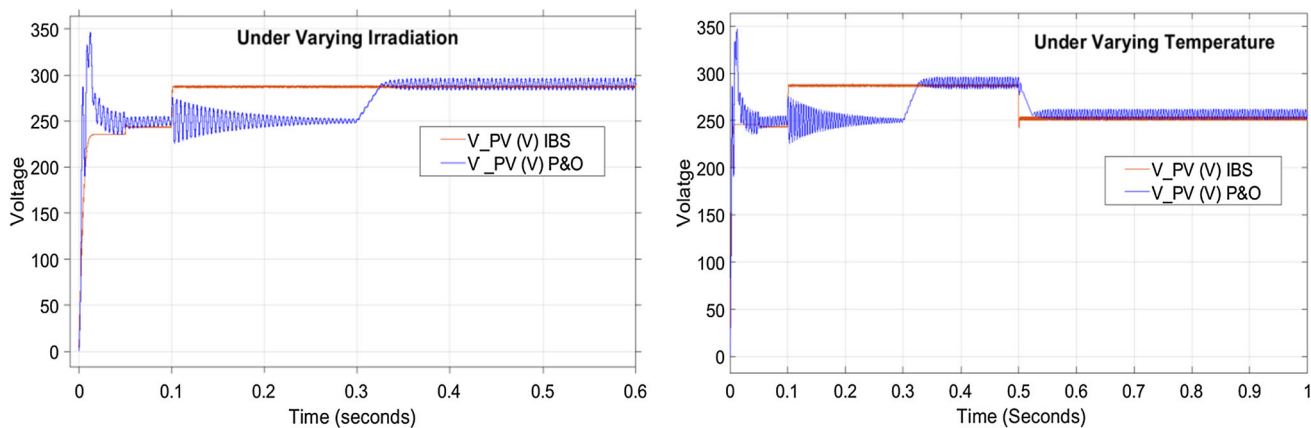 Under Varying Irradiation
350
300
250
200
150
100
50
0
Voltage
V_PV (V) IBS
V_PV (V) P&O
0 0.1 0.2 0.3 0.4 0.5 0.6
Time (seconds)
Under Varying Temperature
350
300
250
200
150
100
50
0
Volatge
V_PV (V) IBS
V_PV (V) P&O
0 0.1 0.2 0.3 0.4 0.5 0.6 0.7 0.8 0.9 1
Time (Seconds)